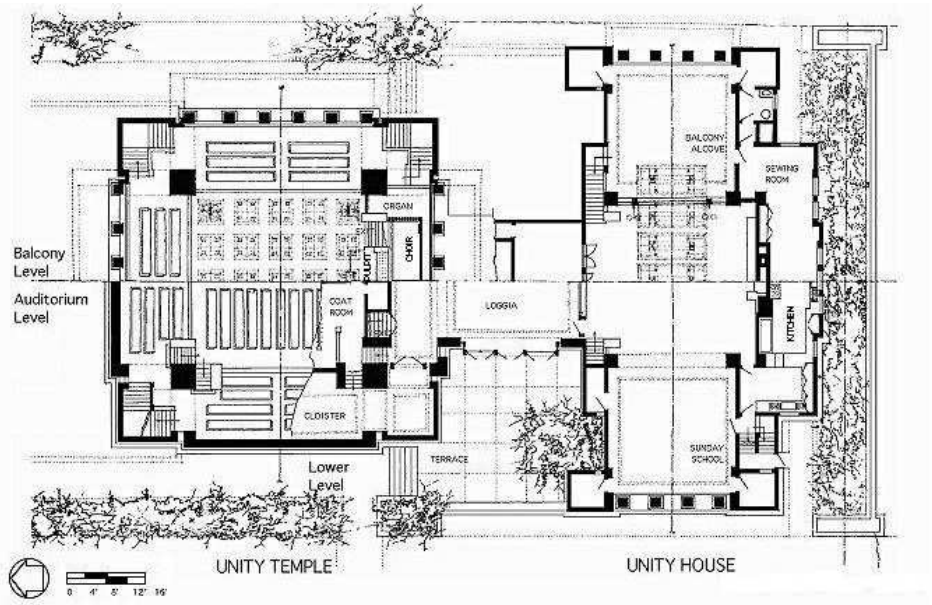 BALCONY
ALCOVE
SEWING
ROOM
ORGAN
CHOIR
PULPIT
Balcony
Level
Auditorium
Level
COAT
ROOM
LOGGIA
KITCHEN
CLOISTER
TERRACE
SUNDAY
SCHOOL
Lower
Level
UNITY TEMPLE
UNITY HOUSE
0 4' 8' 12' 16'